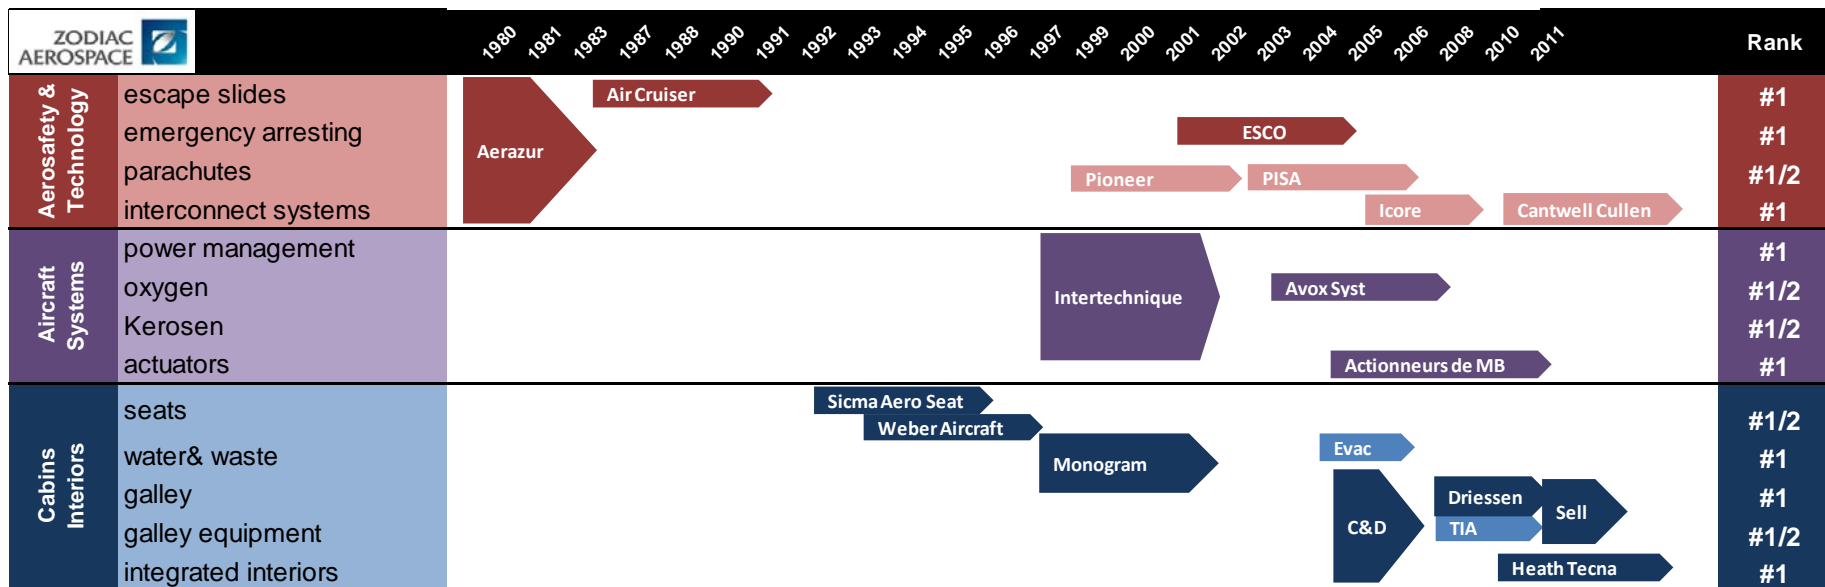 ZODIAC
AEROSPACE
1980 1981 1983 1987 1988 1990 1991 1992 1993 1994 1995 1996 1997 1999 2000 2001 2002 2003 2004 2005 2006 2008 2010 2011 Rank
Aerosafety &
Technology
escape slides Air Cruiser #1
emergency arresting ESCO #1
Aerazur
parachutes Pioneer PISA #1/2
interconnect systems Icore Cantwell Cullen #1
Aircraft
Systems
power management #1
oxygen Intertechnique Avox Syst #1/2
Kerosen #1/2
actuators Actionneurs de MB #1
Cabins
Interiors
seats Sicma Aero Seat #1/2
Weber Aircraft
water& waste Monogram Evac #1
galley Driessen #1
Sell
galley equipment C&D TIA #1/2
integrated interiors Heath Tecna #1